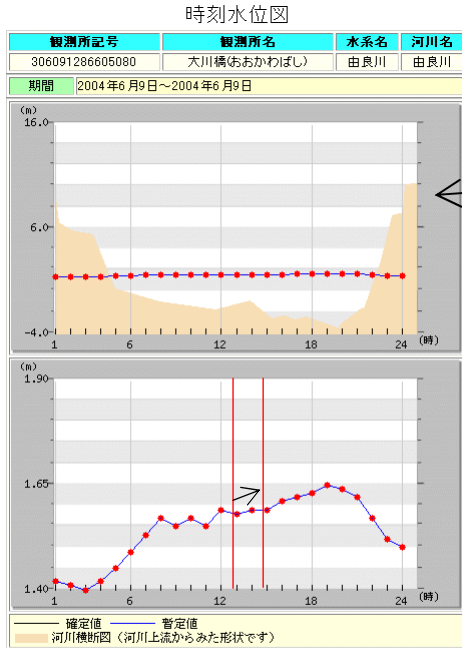 時刻水位図
観測所記号 観測所名 水系名 河川名
306091286605080 大川橋(おおかわばし) 由良川 由良川
期間 2004年6月9日～2004年6月9日
(m)
16.0
6.0
-4.0
1 6 12 18 24 (時)
(m)
1.90
1.65
1.40
1 6 12 18 24 (時)
確定値 暫定値
河川横断図（河川上流からみた形状です）